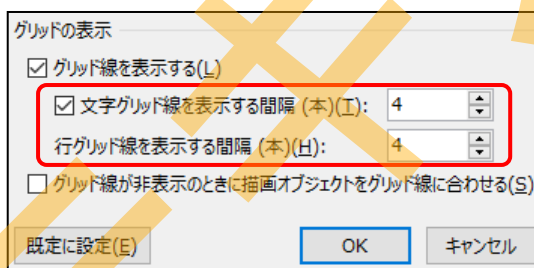 グリッドの表示
グリッド線を表示する(L)
文字グリッド線を表示する間隔 (本)(T): 4
行グリッド線を表示する間隔 (本)(H): 4
グリッド線が非表示のときに描画オブジェクトをグリッド線に合わせる(S)
既定に設定(E) OK キャンセル